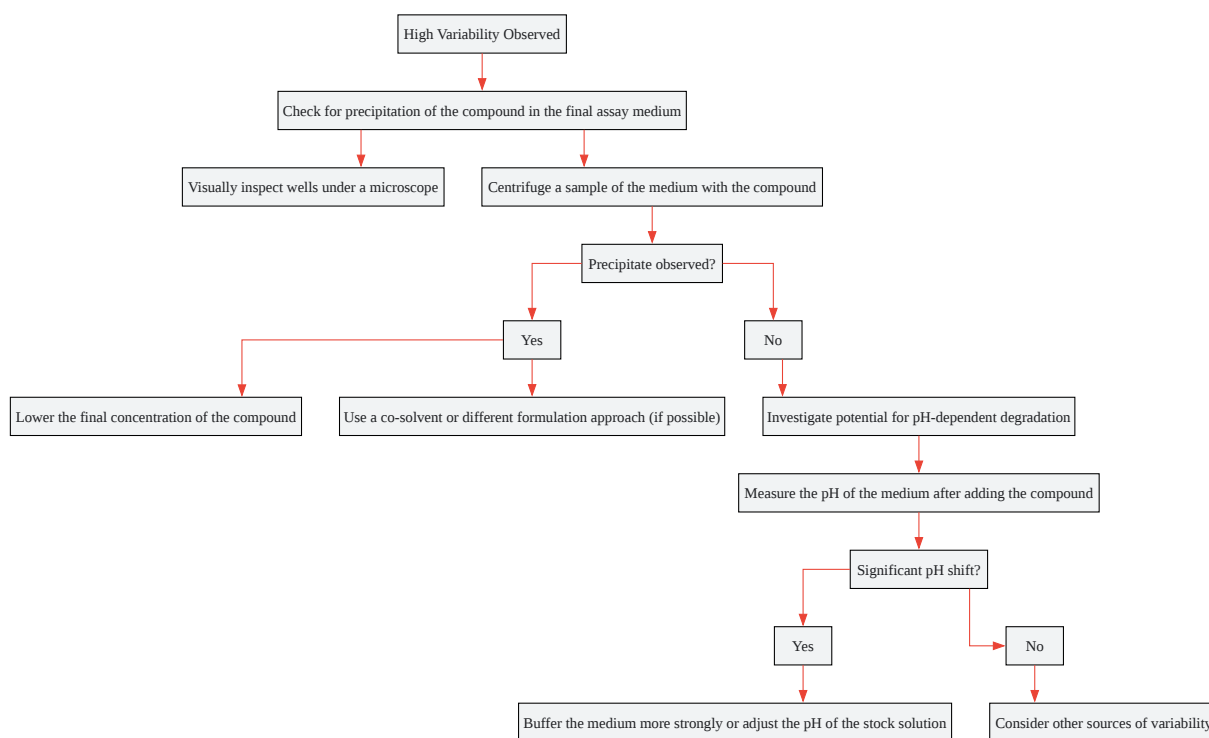 High Variability Observed
Check for precipitation of the compound in the final assay medium
Visually inspect wells under a microscope
Centrifuge a sample of the medium with the compound
Precipitate observed?
Yes
No
Lower the final concentration of the compound
Use a co-solvent or different formulation approach (if possible)
Investigate potential for pH-dependent degradation
Measure the pH of the medium after adding the compound
Significant pH shift?
Yes
No
Buffer the medium more strongly or adjust the pH of the stock solution
Consider other sources of variability